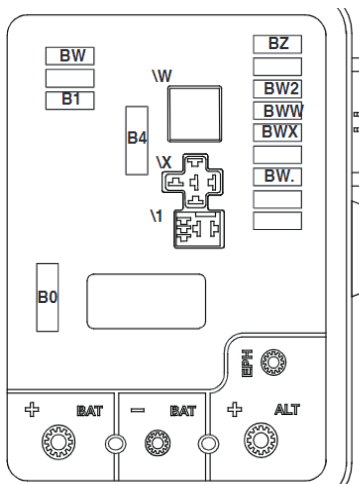 BW
B1
B4
\W
\X
\1
BZ
BW2
BWW
BWX
BW.
B0
EPH
+ BAT
- BAT
+ ALT